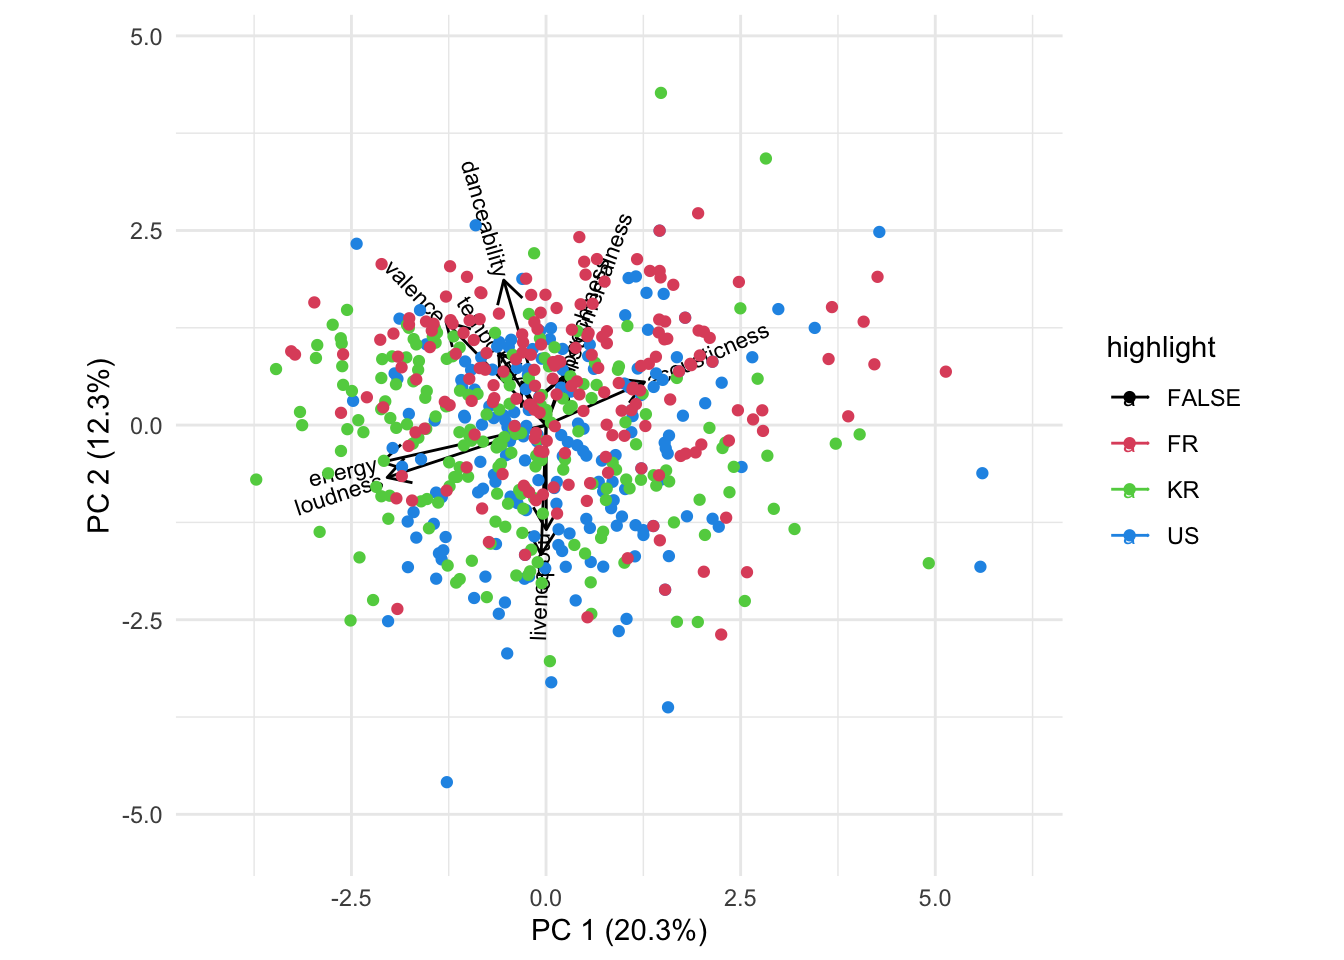 5.0
2.5
0.0
-2.5
-5.0
PC 2 (12.3%)
danceability
valence
energy
loudness
-2.5
0.0
2.5
5.0
PC 1 (20.3%)
highlight
a FALSE
a FR
a KR
a US